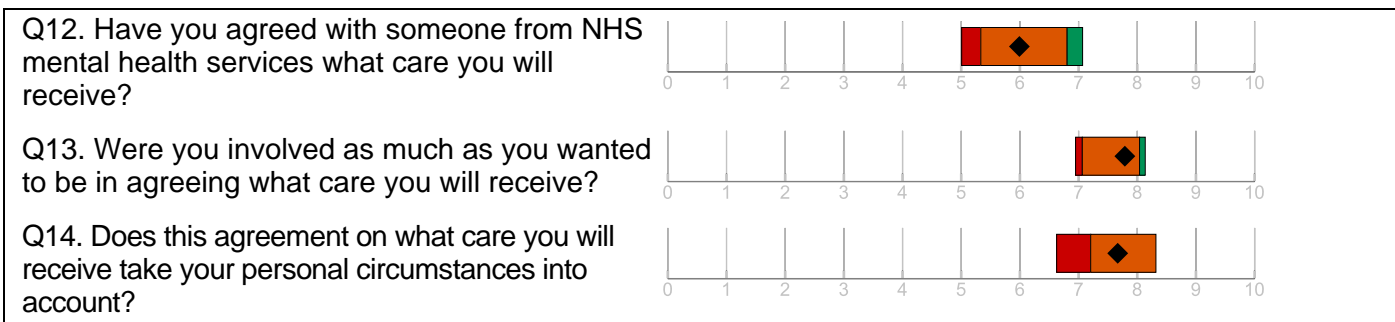 Q12. Have you agreed with someone from NHS
mental health services what care you will
receive?
0 1 2 3 4 5 6 7 8 9 10
Q13. Were you involved as much as you wanted
to be in agreeing what care you will receive?
0 1 2 3 4 5 6 7 8 9 10
Q14. Does this agreement on what care you will
receive take your personal circumstances into
account?
0 1 2 3 4 5 6 7 8 9 10